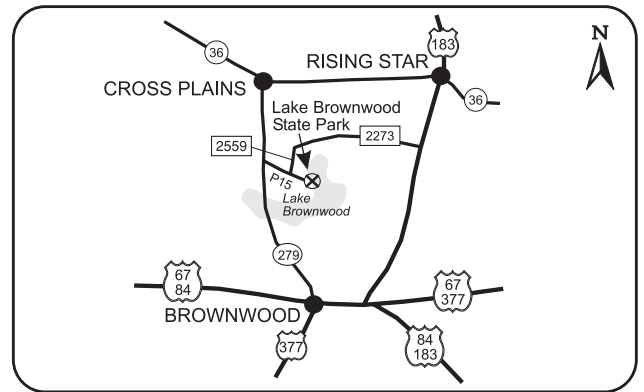 183
N
36
RISING STAR
CROSS PLAINS
36
Lake Brownwood
State Park
2559
2273
P15
Lake
Brownwood
279
67
84
67
377
BROWNWOOD
377
84
183